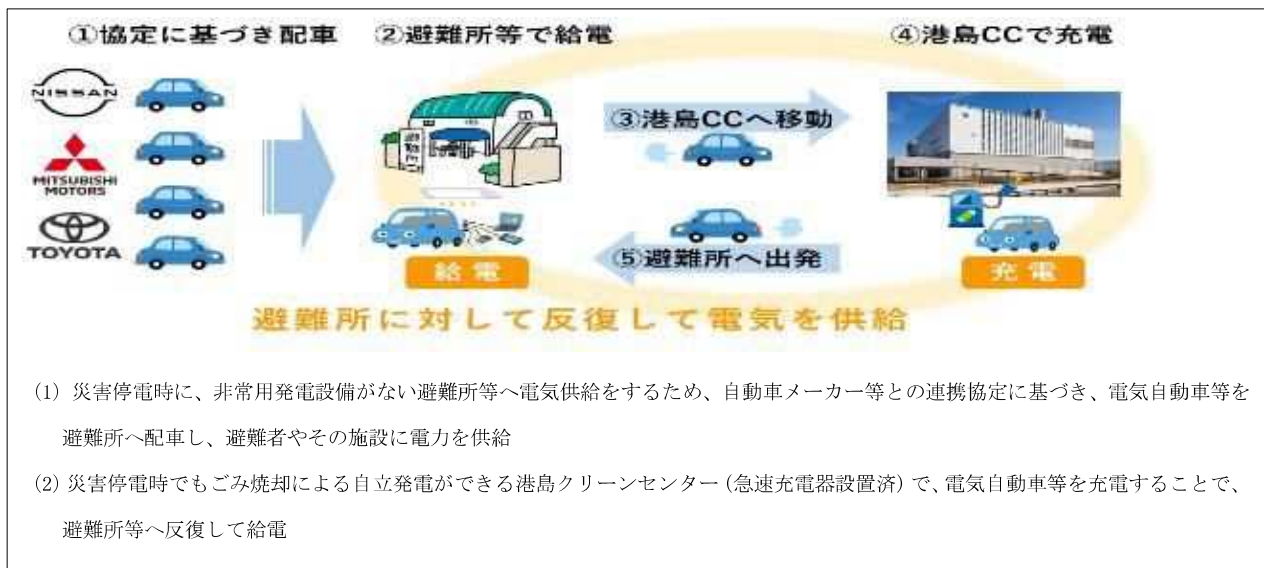 ①協定に基づき配車
②避難所等で給電
④港島CCで充電
NISSAN
MITSUBISHI
MOTORS
TOYOTA
避難所
③港島CCへ移動
⑤避難所へ出発
給電
充電
避難所に対して反復して電気を供給
(1) 災害停電時に、非常用発電設備がない避難所等へ電気供給をするため、自動車メーカー等との連携協定に基づき、電気自動車等を
避難所へ配車し、避難者やその施設に電力を供給
(2) 災害停電時でもごみ焼却による自立発電ができる港島クリーンセンター（急速充電器設置済）で、電気自動車等を充電することで、
避難所等へ反復して給電